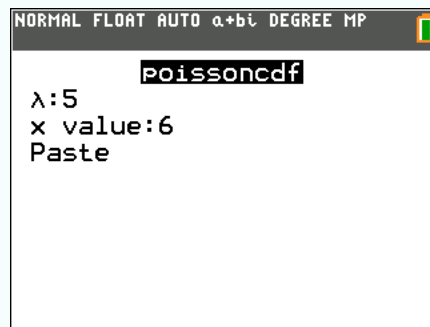 NORMAL FLOAT AUTO a+bi DEGREE MP
poissoncdf
λ:5
x value:6
Paste